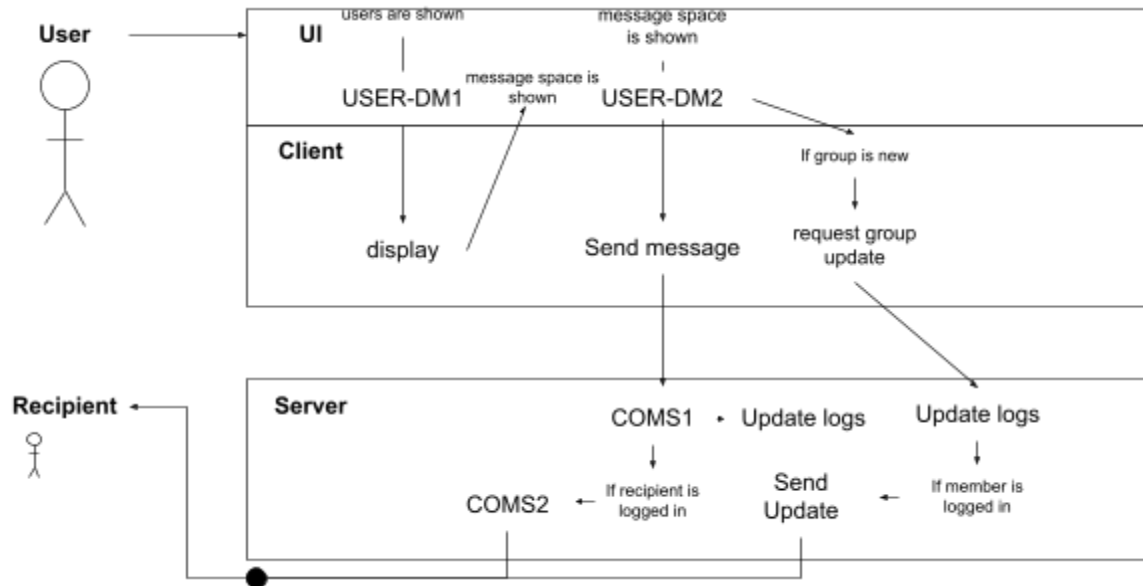 users are shown
message space
is shown
User
UI
message space is
shown
USER-DM1
USER-DM2
Client
If group is new
display
Send message
request group
update
Recipient
Server
COMS1
Update logs
Update logs
COMS2
If recipient is
logged in
Send
Update
If member is
logged in